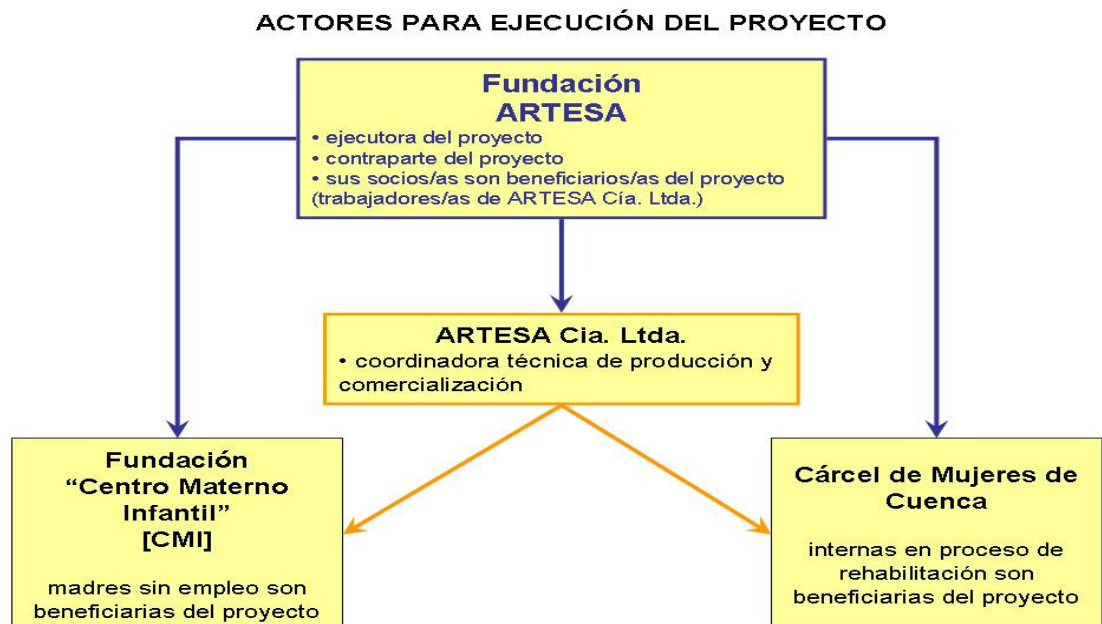 ACTORES PARA EJECUCIÓN DEL PROYECTO
Fundación
ARTESA
• ejecutora del proyecto
• contraparte del proyecto
• sus socios/as son beneficiarios/as del proyecto
(trabajadores/as de ARTESA Cía. Ltda.)
ARTESA Cia. Ltda.
• coordinadora técnica de producción y
comercialización
Fundación
“Centro Materno
Infantil”
[CMI]
madres sin empleo son
beneficiarias del proyecto
Cárcel de Mujeres de
Cuenca
internas en proceso de
rehabilitación son
beneficiarias del proyecto